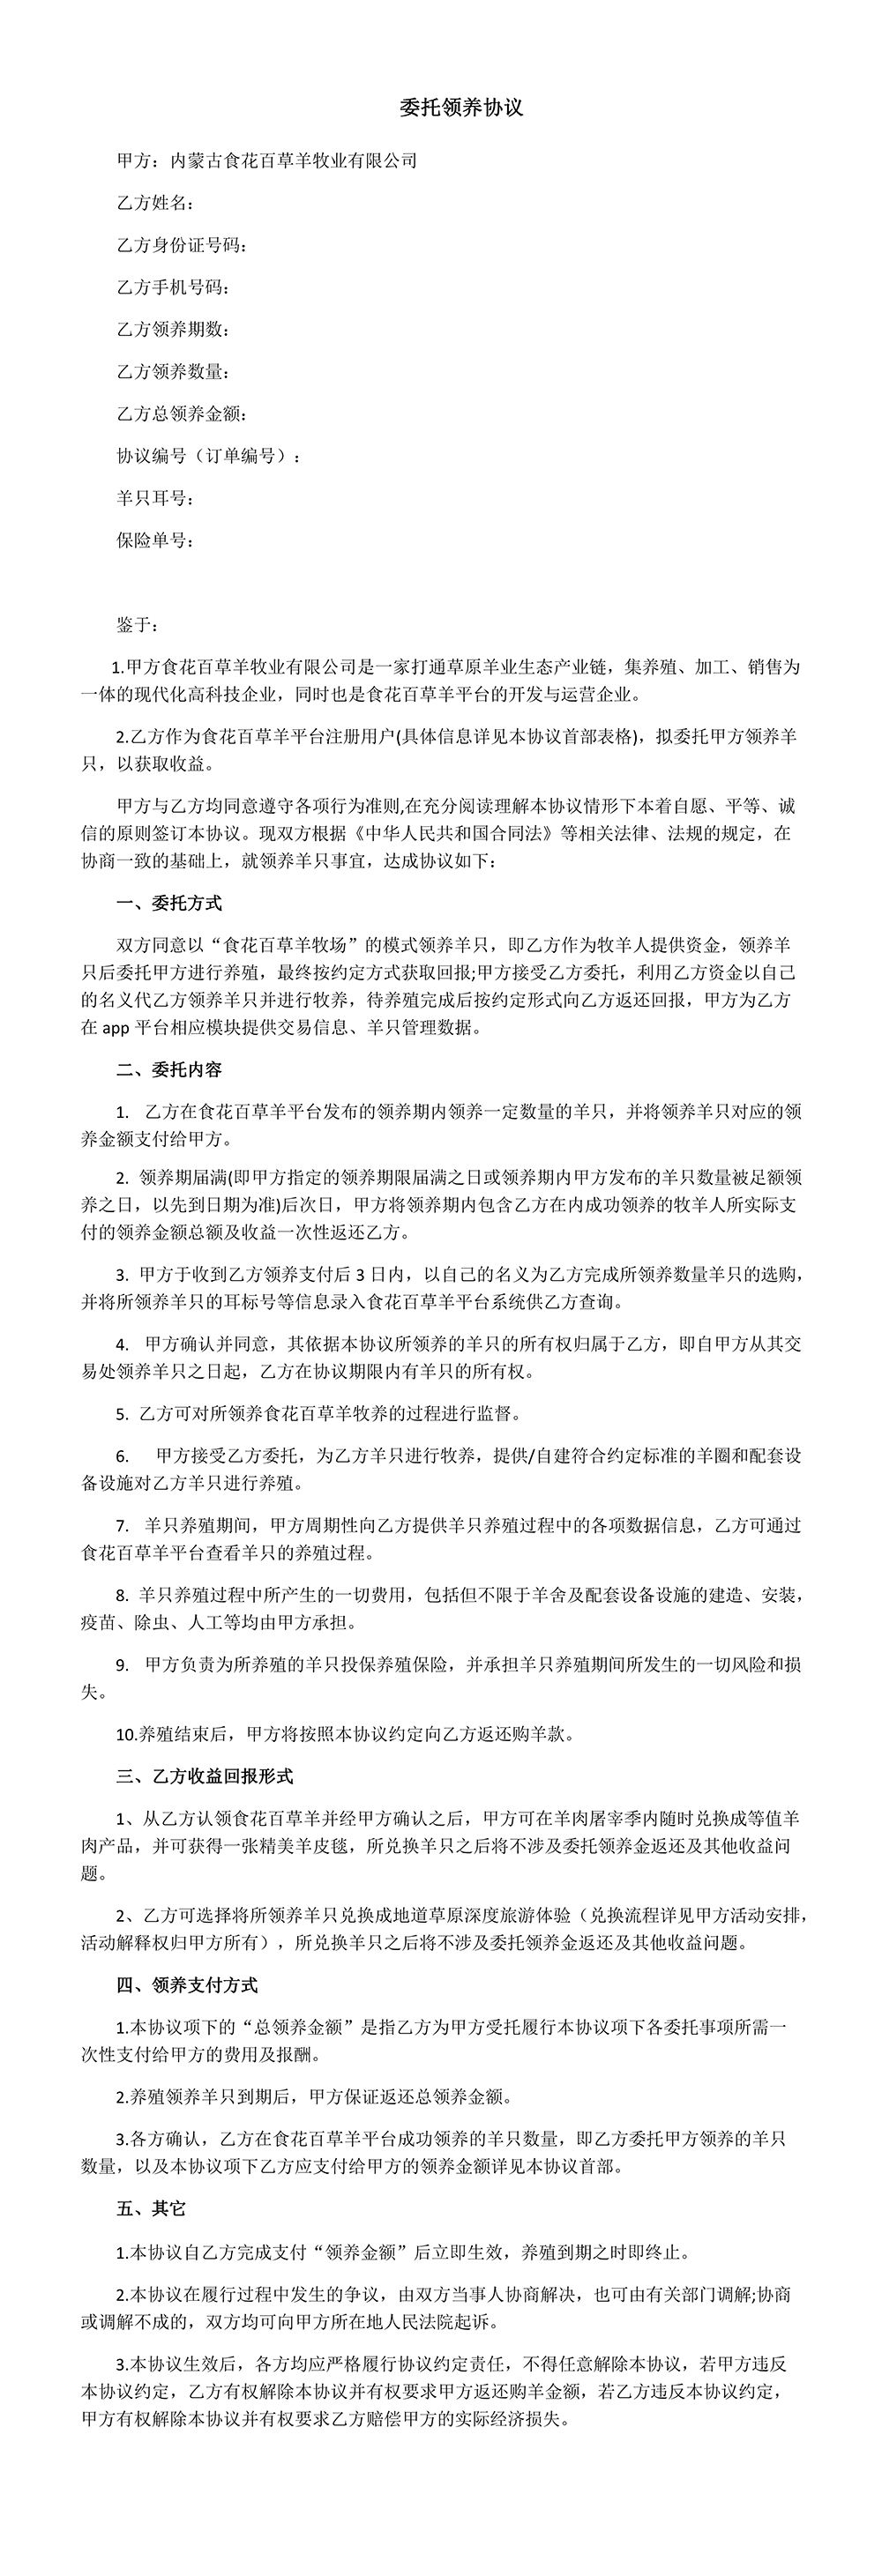 委托领养协议
甲方：内蒙古食花百草羊牧业有限公司
乙方姓名：
乙方身份证号码：
乙方手机号码：
乙方领养期数：
乙方领养数量：
乙方总领养金额：
协议编号（订单编号）：
羊只耳号：
保险单号：
鉴于：
1.甲方食花百草羊牧业有限公司是一家打通草原羊业生态产业链，集养殖、加工、销售为
一体的现代化高科技企业，同时也是食花百草羊平台的开发与运营企业。
2.乙方作为食花百草羊平台注册用户(具体信息详见本协议首部表格)，拟委托甲方领养羊
只，以获取收益。
甲方与乙方均同意遵守各项行为准则,在充分阅读理解本协议情形下本着自愿、平等、诚
信的原则签订本协议。现双方根据《中华人民共和国合同法》等相关法律、法规的规定，在
协商一致的基础上，就领养羊只事宜，达成协议如下：
一、委托方式
双方同意以“食花百草羊牧场”的模式领养羊只，即乙方作为牧羊人提供资金，领养羊
只后委托甲方进行养殖，最终按约定方式获取回报;甲方接受乙方委托，利用乙方资金以自己
的名义代乙方领养羊只并进行牧养，待养殖完成后按约定形式向乙方返还回报，甲方为乙方
在 app 平台相应模块提供交易信息、羊只管理数据。
二、委托内容
1. 乙方在食花百草羊平台发布的领养期内领养一定数量的羊只，并将领养羊只对应的领
养金额支付给甲方。
2. 领养期届满(即甲方指定的领养期限届满之日或领养期内甲方发布的羊只数量被足额领
养之日，以先到日期为准)后次日，甲方将领养期内包含乙方在内成功领养的牧羊人所实际支
付的领养金额总额及收益一次性返还乙方。
3. 甲方于收到乙方领养支付后 3 日内，以自己的名义为乙方完成所领养数量羊只的选购，
并将所领养羊只的耳标号等信息录入食花百草羊平台系统供乙方查询。
4. 甲方确认并同意，其依据本协议所领养的羊只的所有权归属于乙方，即自甲方从其交
易处领养羊只之日起，乙方在协议期限内有羊只的所有权。
5. 乙方可对所领养食花百草羊牧养的过程进行监督。
6. 甲方接受乙方委托，为乙方羊只进行牧养，提供/自建符合约定标准的羊圈和配套设
备设施对乙方羊只进行养殖。
7. 羊只养殖期间，甲方周期性向乙方提供羊只养殖过程中的各项数据信息，乙方可通过
食花百草羊平台查看羊只的养殖过程。
8. 羊只养殖过程中所产生的一切费用，包括但不限于羊舍及配套设备设施的建造、安装，
疫苗、除虫、人工等均由甲方承担。
9. 甲方负责为所养殖的羊只投保养殖保险，并承担羊只养殖期间所发生的一切风险和损
失。
10.养殖结束后，甲方将按照本协议约定向乙方返还购羊款。
三、乙方收益回报形式
1、从乙方认领食花百草羊并经甲方确认之后，甲方可在羊肉屠宰季内随时兑换成等值羊
肉产品，并可获得一张精美羊皮毯，所兑换羊只之后将不涉及委托领养金返还及其他收益问
题。
2、乙方可选择将所领养羊只兑换成地道草原深度旅游体验（兑换流程详见甲方活动安排，
活动解释权归甲方所有），所兑换羊只之后将不涉及委托领养金返还及其他收益问题。
四、领养支付方式
1.本协议项下的“总领养金额”是指乙方为甲方受托履行本协议项下各委托事项所需一
次性支付给甲方的费用及报酬。
2.养殖领养羊只到期后，甲方保证返还总领养金额。
3.各方确认，乙方在食花百草羊平台成功领养的羊只数量，即乙方委托甲方领养的羊只
数量，以及本协议项下乙方应支付给甲方的领养金额详见本协议首部。
五、其它
1.本协议自乙方完成支付“领养金额”后立即生效，养殖到期之时即终止。
2.本协议在履行过程中发生的争议，由双方当事人协商解决，也可由有关部门调解;协商
或调解不成的，双方均可向甲方所在地人民法院起诉。
3.本协议生效后，各方均应严格履行协议约定责任，不得任意解除本协议，若甲方违反
本协议约定，乙方有权解除本协议并有权要求甲方返还购羊金额，若乙方违反本协议约定，
甲方有权解除本协议并有权要求乙方赔偿甲方的实际经济损失。